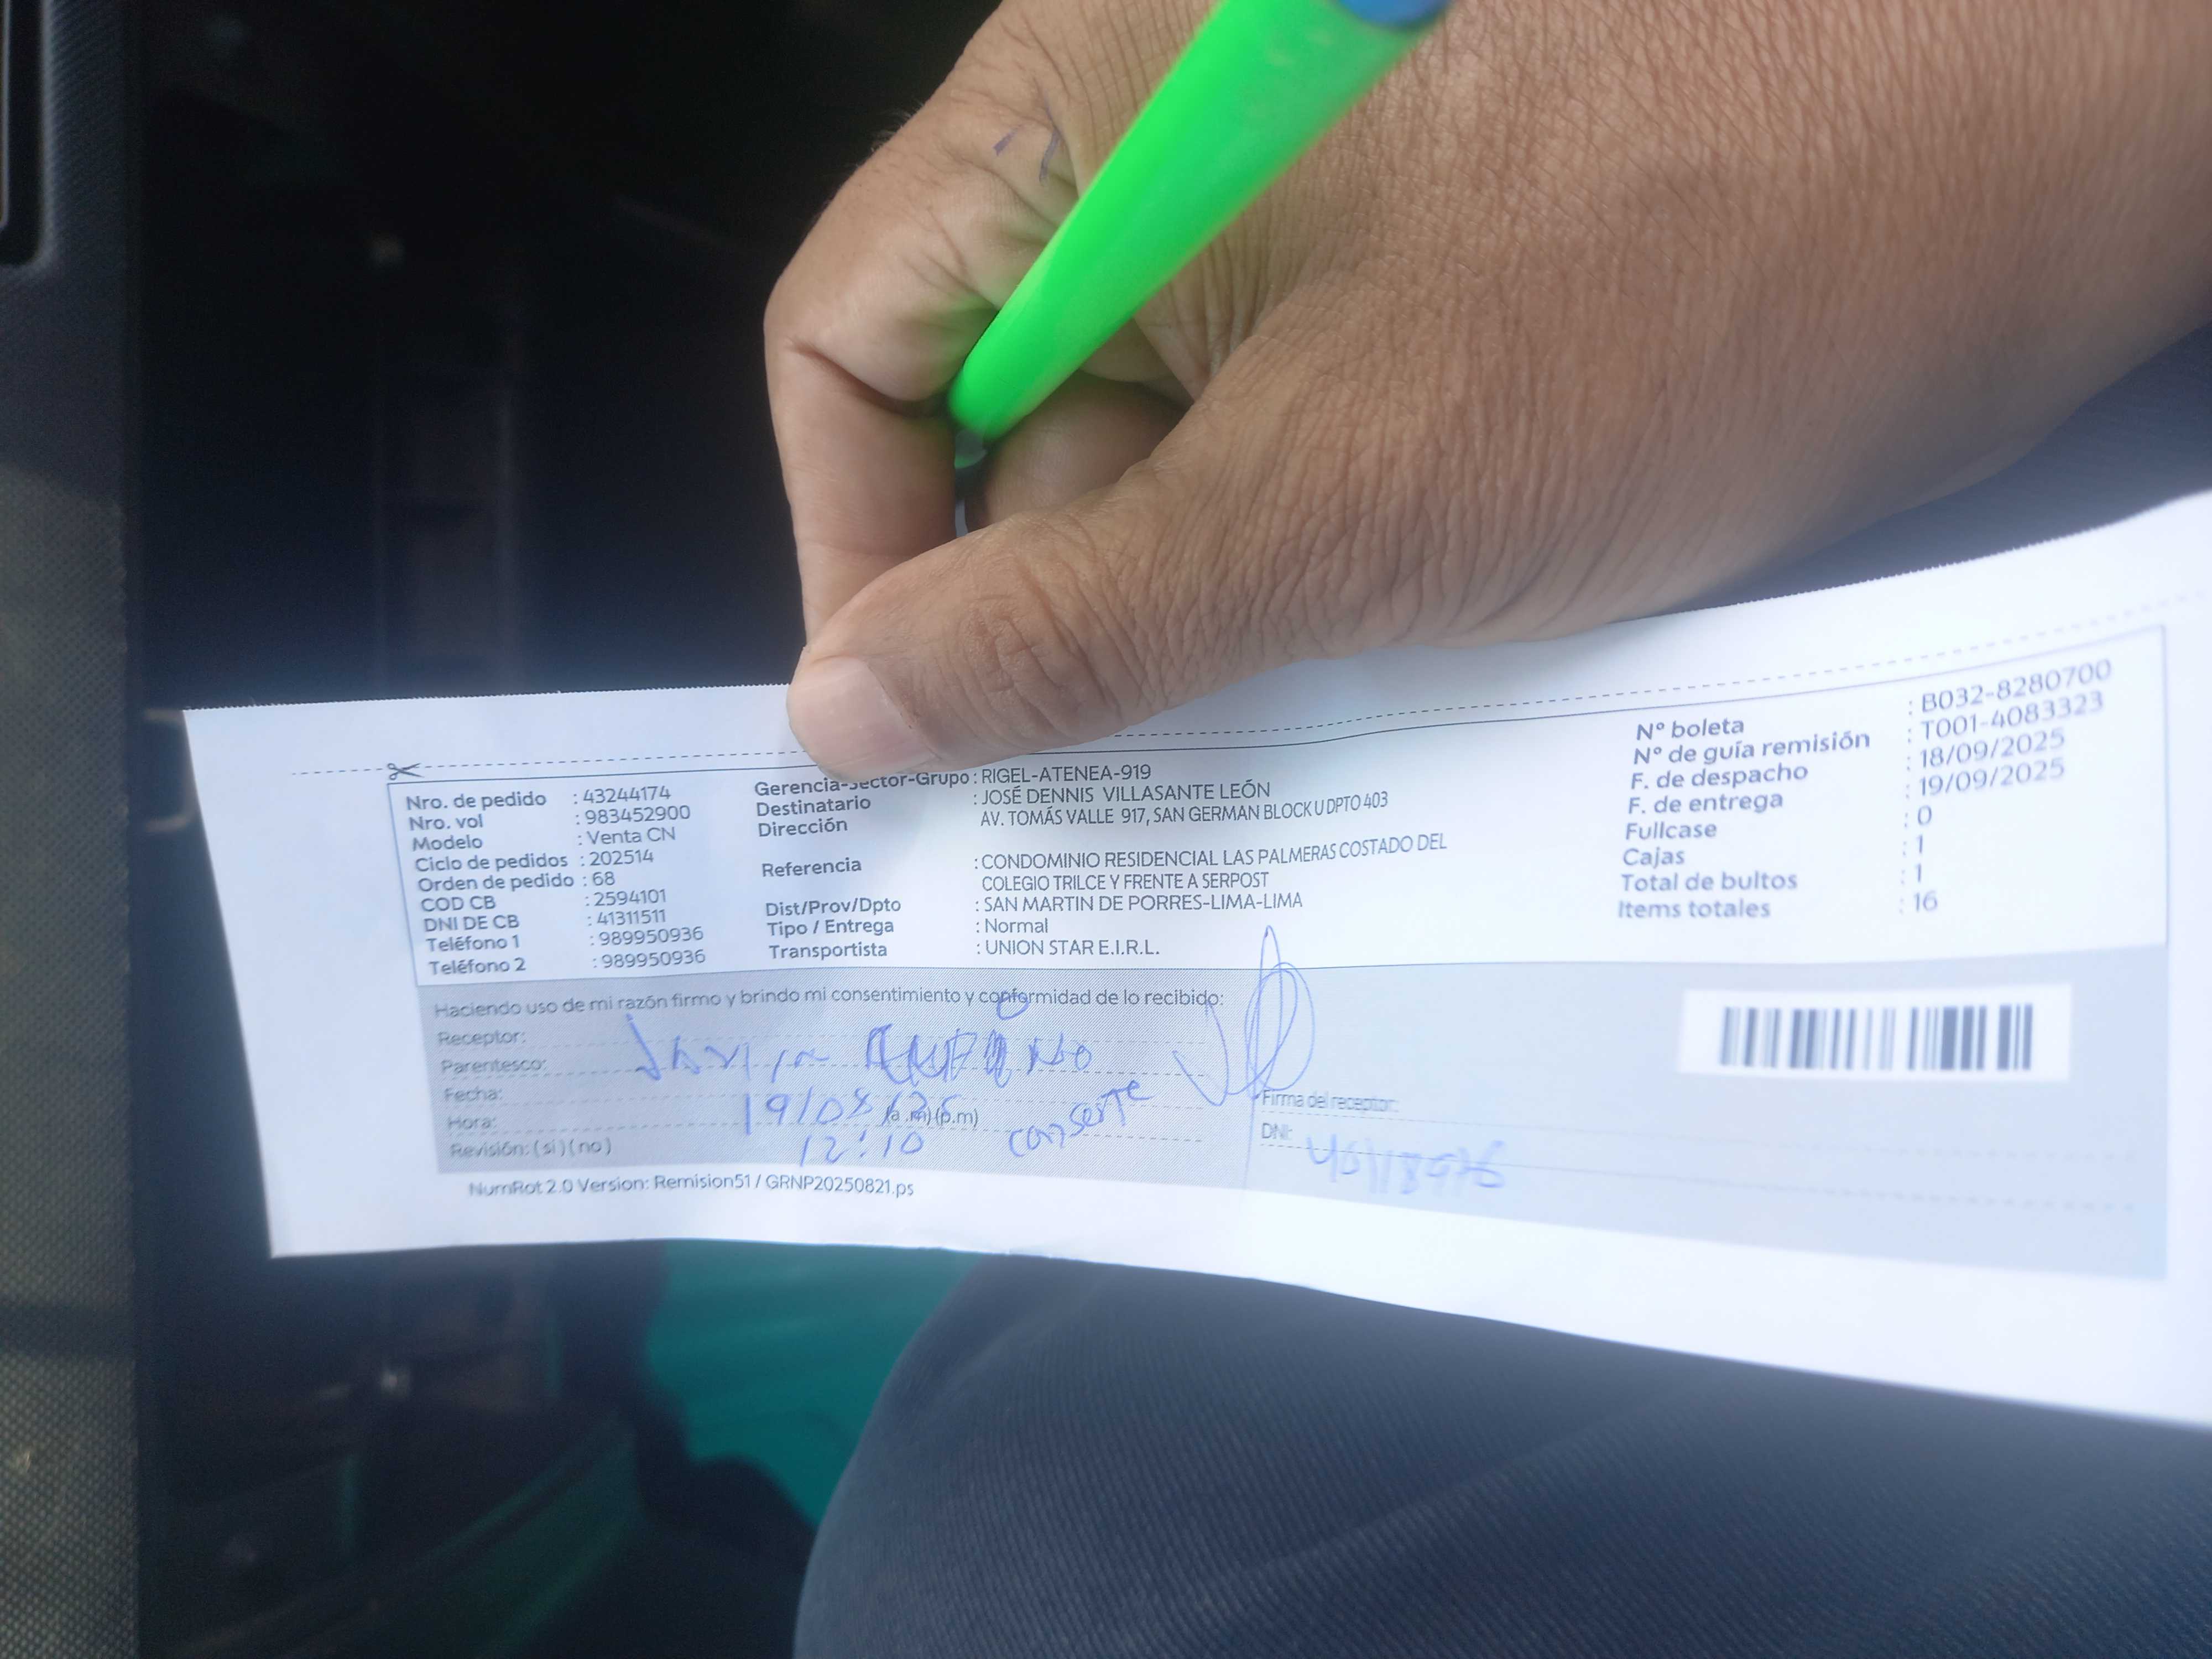 Nro. de pedido : 43244174
Nro. vol : 983452900
Modelo : Venta CN
Ciclo de pedidos : 202514
Orden de pedido : 68
COD CB : 2594101
DNI DE CB : 41311511
Teléfono 1 : 989950936
Teléfono 2 : 989950936
Gerencia-Sector-Grupo : RIGEL-ATENEA-919
Destinatario : JOSÉ DENNIS VILLASANTE LEÓN
Dirección AV. TOMÁS VALLE 917, SAN GERMAN BLOCK U DPTO 403
Referencia : CONDOMINIO RESIDENCIAL LAS PALMERAS COSTADO DEL
COLEGIO TRILCE Y FRENTE A SERPOST
Dist/Prov/Dpto : SAN MARTIN DE PORRES-LIMA-LIMA
Tipo / Entrega : Normal
Transportista : UNION STAR E.I.R.L.
Nº boleta : B032-8280700
Nº de guía remisión : T001-4083323
F. de despacho : 18/09/2025
F. de entrega : 19/09/2025
Fullcase : 0
Cajas : 1
Total de bultos : 1
Items totales : 16
Haciendo uso de mi razón firmo y brindo mi consentimiento y conformidad de lo recibido:
Receptor:
Parentesco:
Fecha:
Hora: (a.m) (p.m)
Revisión: (si) (no) 12:10
conserje
Firma del receptor:
DNI:
NumRot 2.0 Version: Remision51 / GRNP20250821.ps